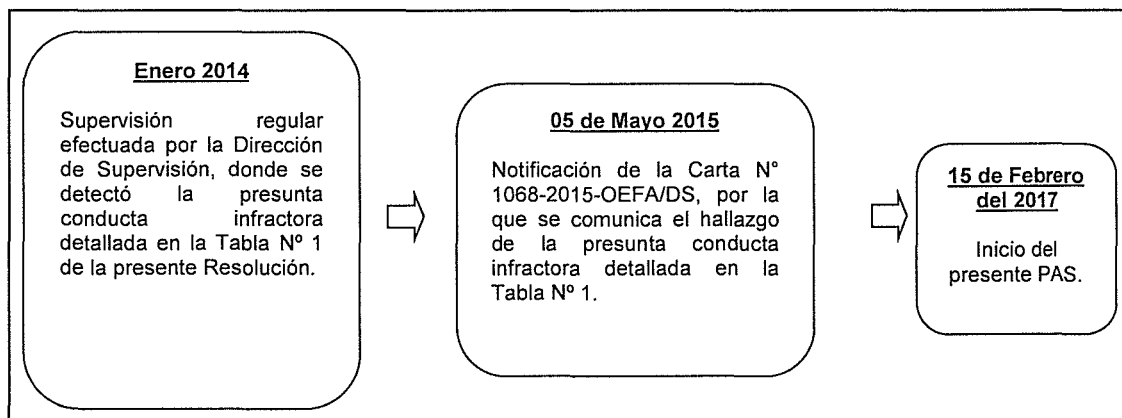 Enero 2014
Supervisión regular
efectuada por la Dirección
de Supervisión, donde se
detectó la presunta
conducta infractora
detallada en la Tabla Nº 1
de la presente Resolución.
05 de Mayo 2015
Notificación de la Carta N°
1068-2015-OEFA/DS, por la
que se comunica el hallazgo
de la presunta conducta
infractora detallada en la
Tabla Nº 1.
15 de Febrero
del 2017
Inicio del
presente PAS.